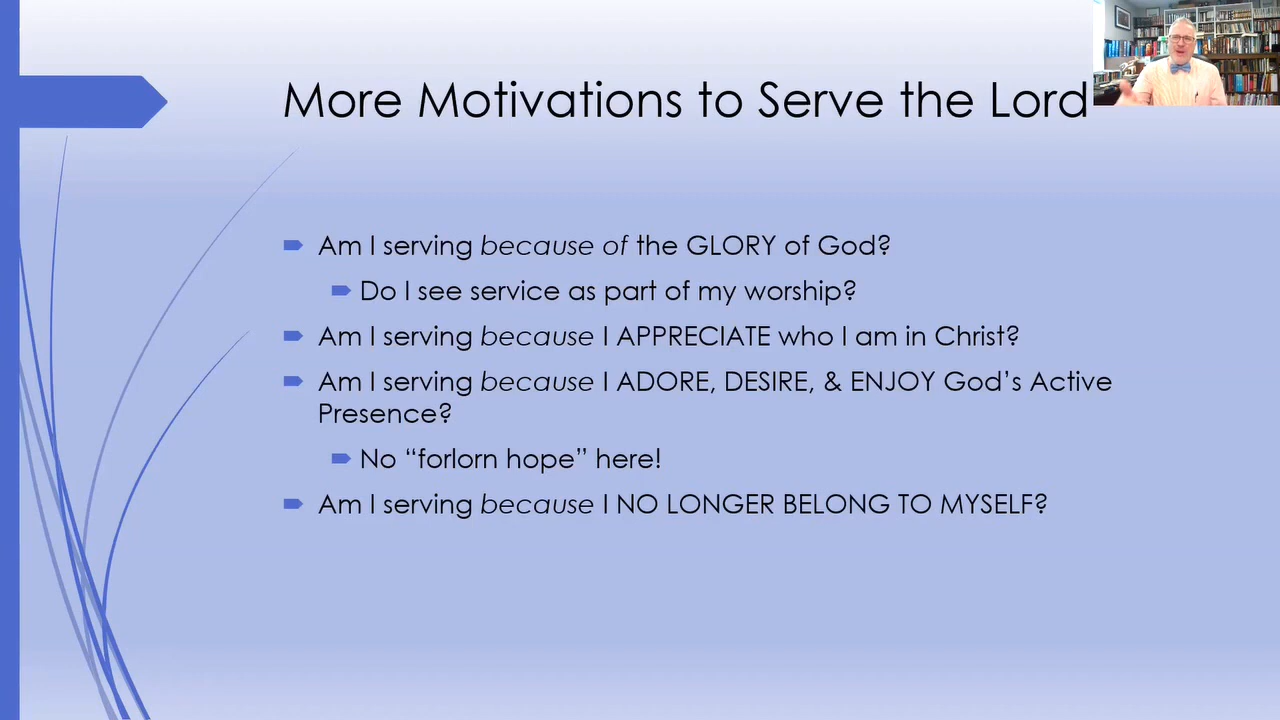 More Motivations to Serve the Lord
Am I serving because of the GLORY of God?
Do I see service as part of my worship?
Am I serving because I APPRECIATE who I am in Christ?
Am I serving because I ADORE, DESIRE, & ENJOY God’s Active
Presence?
No “forlorn hope” here!
Am I serving because I NO LONGER BELONG TO MYSELF?